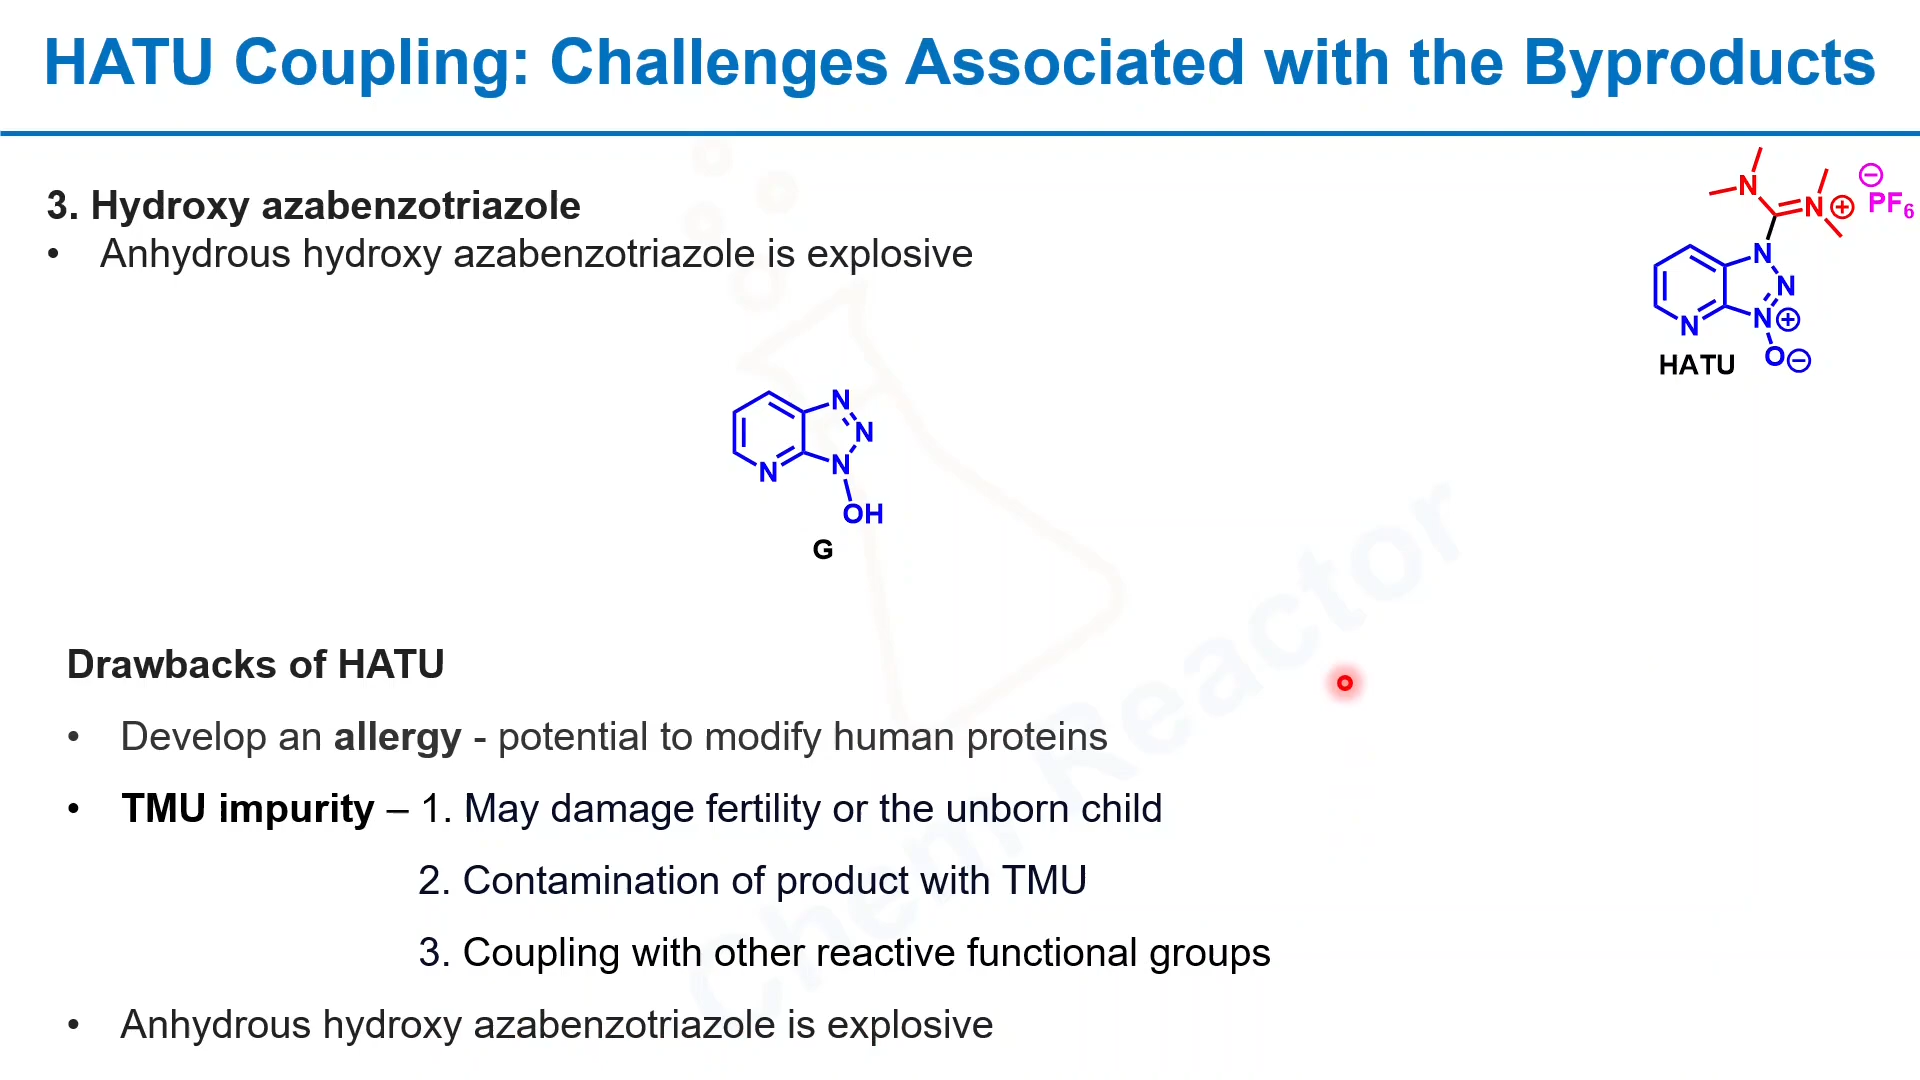 HATU Coupling: Challenges Associated with the Byproducts
3. Hydroxy azabenzotriazole
• Anhydrous hydroxy azabenzotriazole is explosive
N
N
⊕
⊖
PF6
N
N
N
N
⊕
O
⊖
HATU
N
N
N
N
OH
G
Drawbacks of HATU
• Develop an allergy - potential to modify human proteins
• TMU impurity – 1. May damage fertility or the unborn child
2. Contamination of product with TMU
3. Coupling with other reactive functional groups
• Anhydrous hydroxy azabenzotriazole is explosive
Chem Reactor